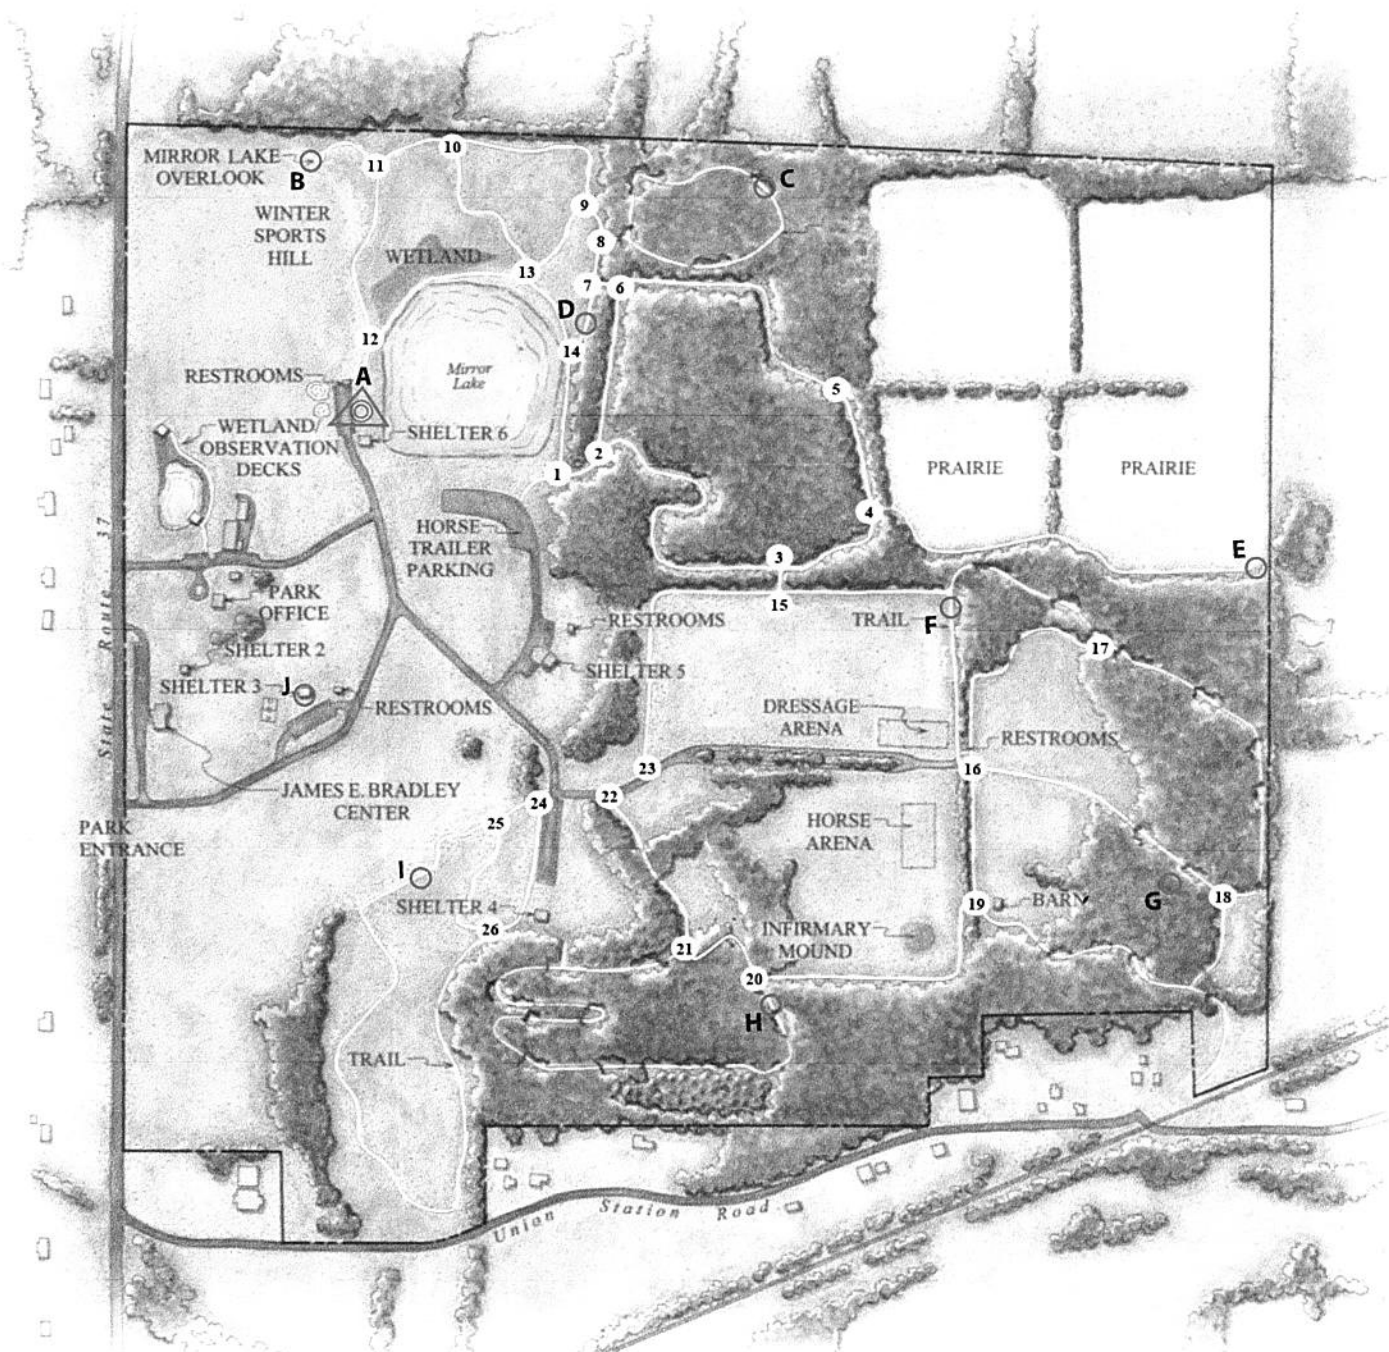 10
MIRROR LAKE
OVERLOOK
B
11
C
9
WINTER
SPORTS
HILL
8
WETLAND
13
7
6
D
12
14
RESTROOMS
A
Mirror
Lake
5
WETLAND
OBSERVATION
DECKS
SHELTER 6
2
1
PRAIRIE
PRAIRIE
4
State Route 37
HORSE
TRAILER
PARKING
3
E
15
PARK
OFFICE
RESTROOMS
TRAIL
F
SHELTER 2
17
SHELTER 5
SHELTER 3
J
RESTROOMS
DRESSAGE
ARENA
RESTROOMS
23
16
JAMES E. BRADLEY
CENTER
22
24
25
HORSE
ARENA
PARK
ENTRANCE
I
SHELTER 4
19
BARN
G
18
26
INFIRMARY
MOUND
21
20
H
TRAIL
Union Station Road